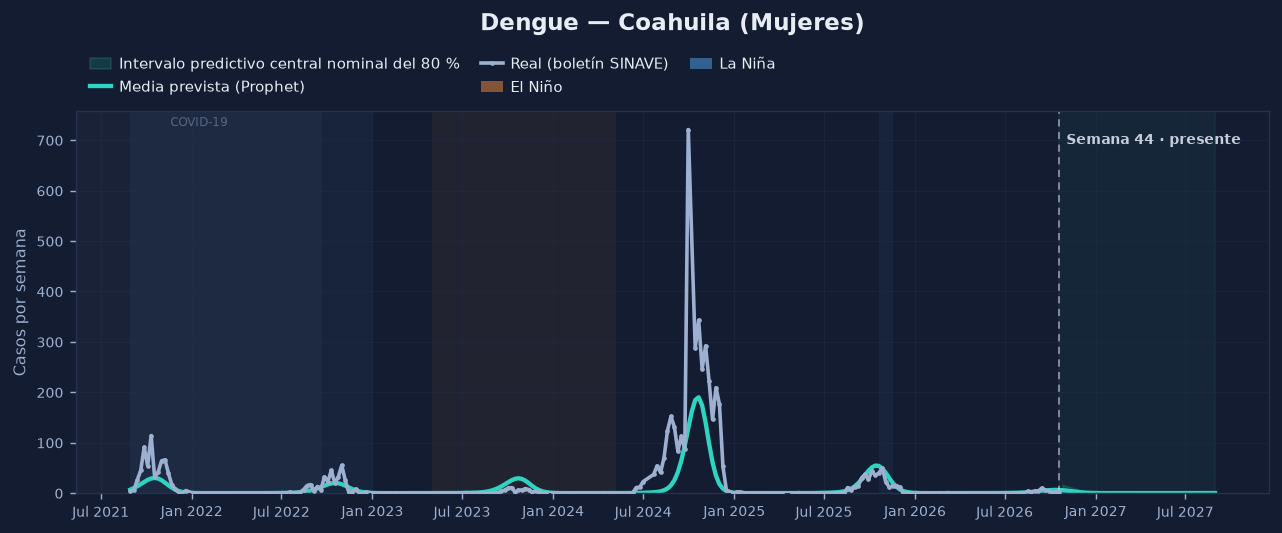 Dengue — Coahuila (Mujeres)
Intervalo predictivo central nominal del 80 %
Real (boletín SINAVE)
La Niña
Media prevista (Prophet)
El Niño
COVID-19
Semana 44 · presente
Casos por semana
700
600
500
400
300
200
100
0
Jul 2021
Jan 2022
Jul 2022
Jan 2023
Jul 2023
Jan 2024
Jul 2024
Jan 2025
Jul 2025
Jan 2026
Jul 2026
Jan 2027
Jul 2027